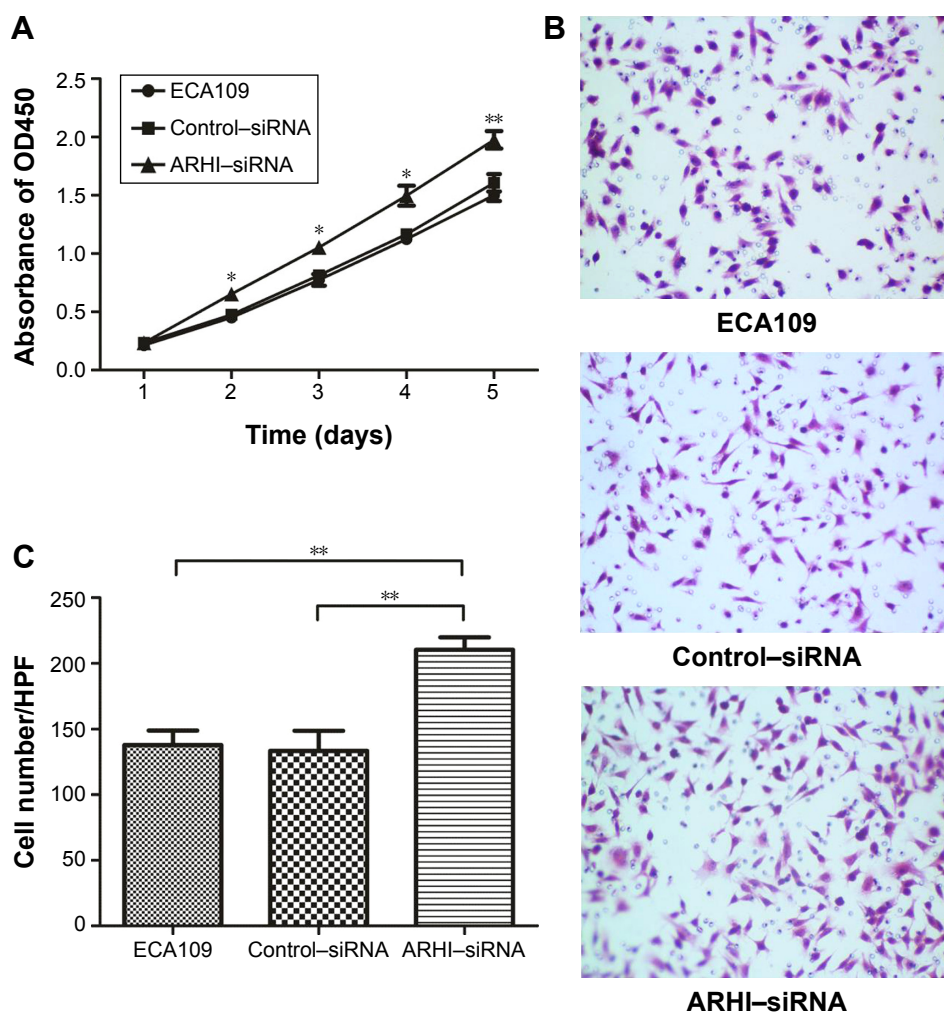 A
Absorbance of OD450
2.5
2.0
1.5
1.0
0.5
0.0
ECA109
Control–siRNA
ARHI–siRNA
*
*
*
**
1 2 3 4 5
Time (days)
B
ECA109
Control–siRNA
ARHI–siRNA
C
Cell number/HPF
250
200
150
100
50
0
**
**
ECA109 Control–siRNA ARHI–siRNA